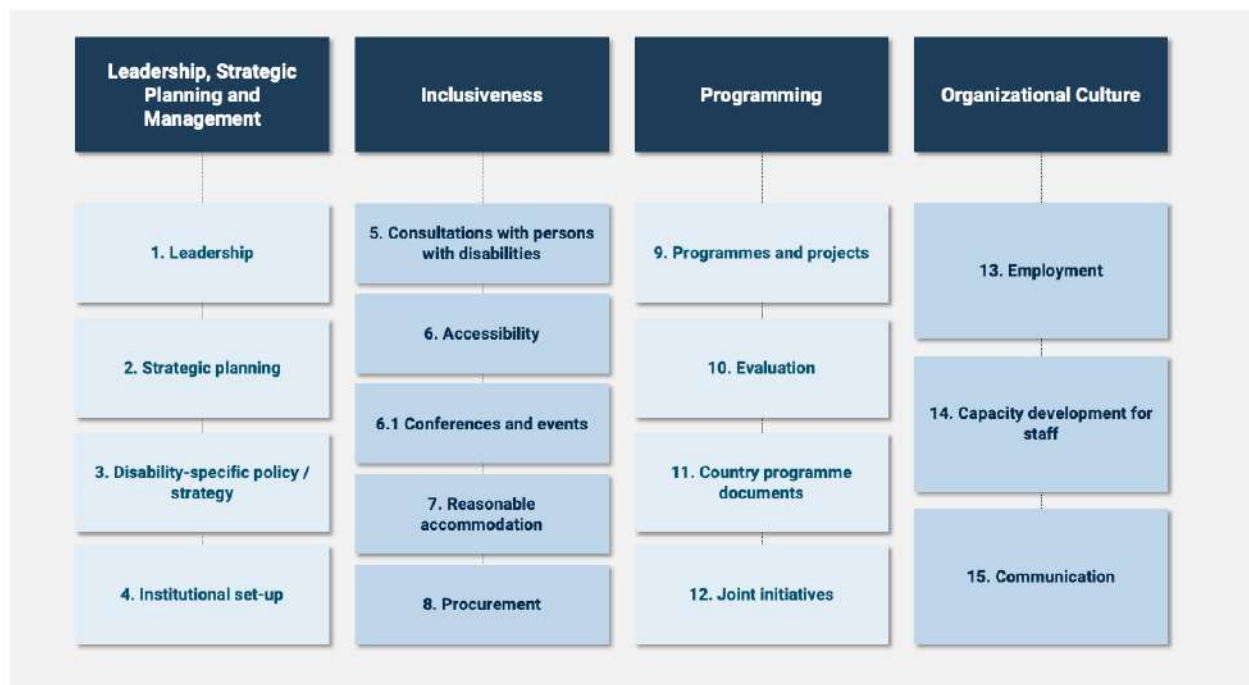 Leadership, Strategic
Planning and
Management
1. Leadership
2. Strategic planning
3. Disability-specific policy /
strategy
4. Institutional set-up
Inclusiveness
5. Consultations with persons
with disabilities
6. Accessibility
6.1 Conferences and events
7. Reasonable
accommodation
8. Procurement
Programming
9. Programmes and projects
10. Evaluation
11. Country programme
documents
12. Joint initiatives
Organizational Culture
13. Employment
14. Capacity development for
staff
15. Communication